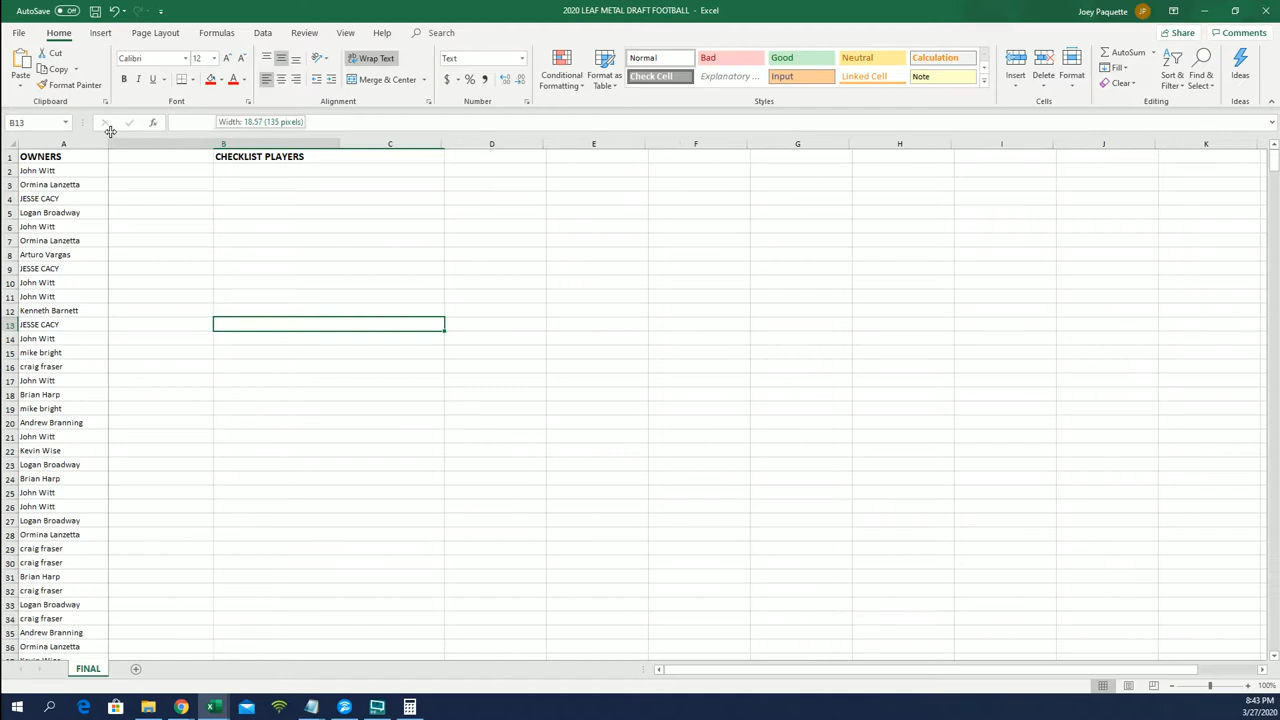 AutoSave Off 2020 LEAF METAL DRAFT FOOTBALL - Excel Joey Paquette JP
File Home Insert Page Layout Formulas Data Review View Help Search Share Comments
Cut
Copy
Format Painter
Paste
Clipboard
Calibri 12
A A
B I U A
Font
ab Wrap Text
Merge & Center
Alignment
Text
$ % ,
Number
Conditional Formatting
Format as Table
Normal Bad Good Neutral Calculation
Check Cell Explanatory ... Input Linked Cell Note
Styles
Insert Delete Format
Cells
AutoSum
Fill
Clear
Sort & Filter
Find & Select
Editing
Ideas
Ideas
B13 fx Width: 18.57 (135 pixels)
A B C D E F G H I J K
1 OWNERS CHECKLIST PLAYERS
2 John Witt
3 Ormina Lanzetta
4 JESSE CACY
5 Logan Broadway
6 John Witt
7 Ormina Lanzetta
8 Arturo Vargas
9 JESSE CACY
10 John Witt
11 John Witt
12 Kenneth Barnett
13 JESSE CACY
14 John Witt
15 mike bright
16 craig fraser
17 John Witt
18 Brian Harp
19 mike bright
20 Andrew Branning
21 John Witt
22 Kevin Wise
23 Logan Broadway
24 Brian Harp
25 John Witt
26 John Witt
27 Logan Broadway
28 Ormina Lanzetta
29 craig fraser
30 craig fraser
31 Brian Harp
32 craig fraser
33 Logan Broadway
34 craig fraser
35 Andrew Branning
36 Ormina Lanzetta
FINAL
100%
8:43 PM
3/27/2020